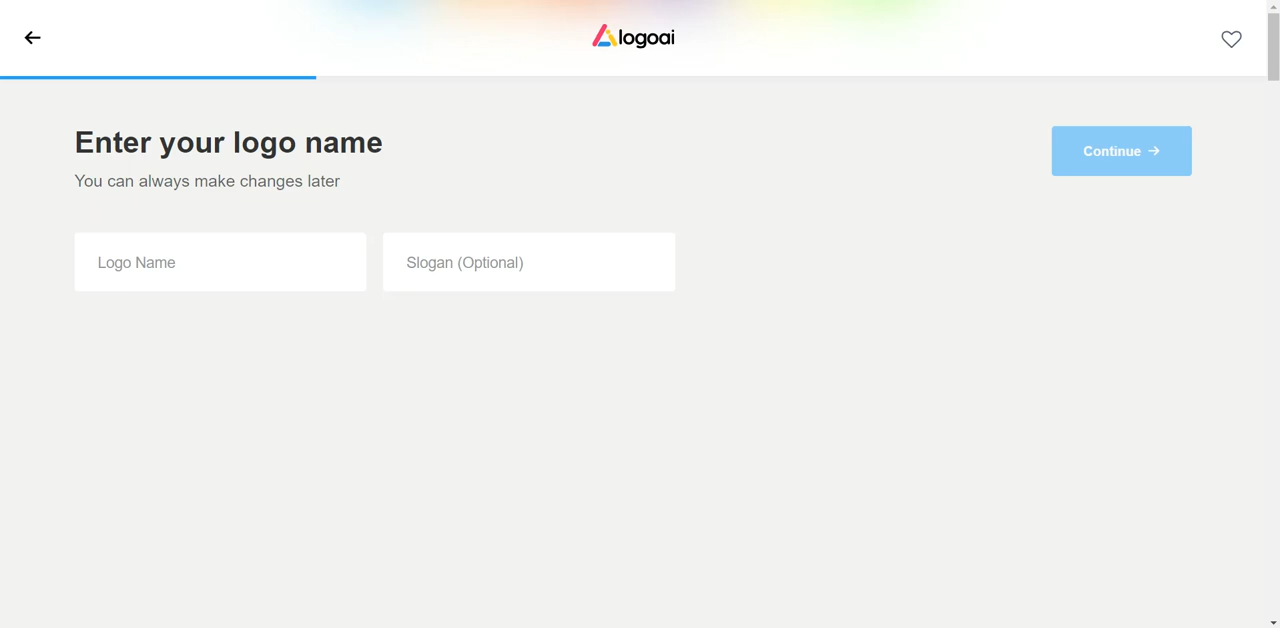 logoai
Enter your logo name
You can always make changes later
Continue
Logo Name
Slogan (Optional)